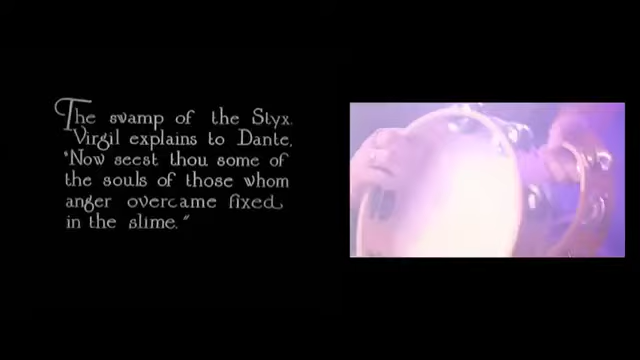 The swamp of the Styx.
Virgil explains to Dante,
"Now seest thou some of
the souls of those whom
anger overcame fixed
in the slime."